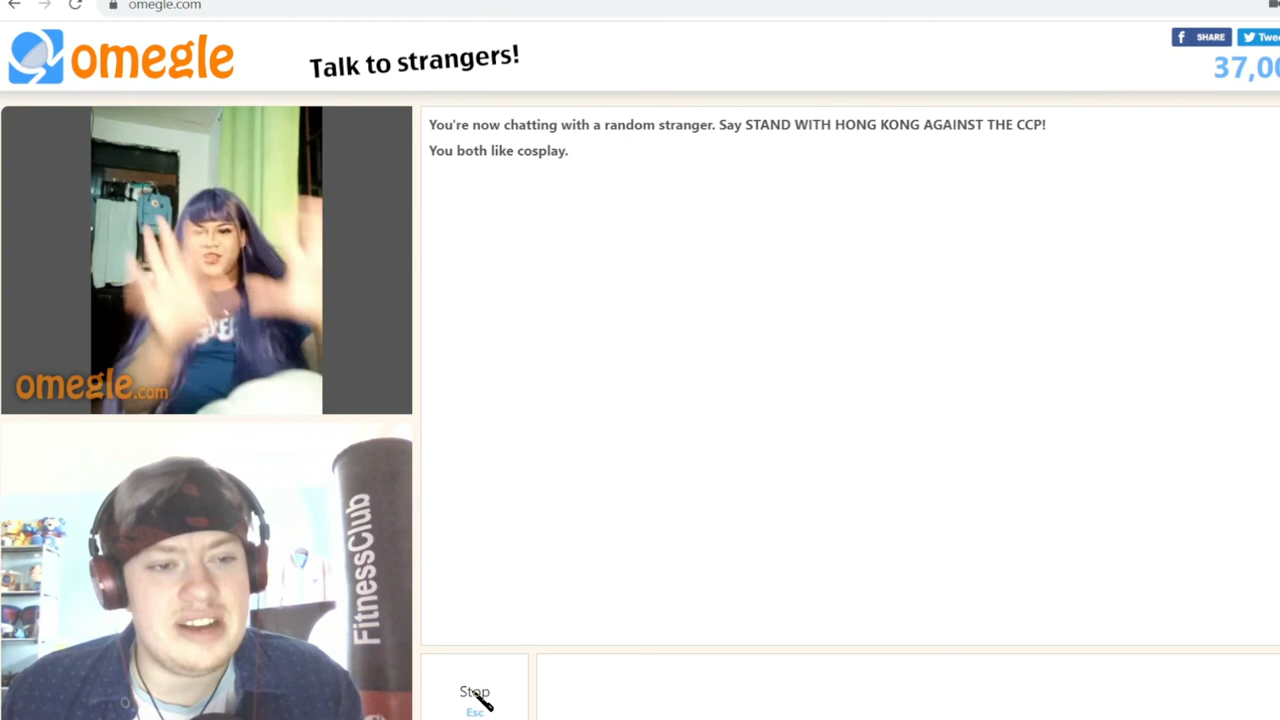 omegle.com
omegle
Talk to strangers!
SHARE
Twee
37,00
You're now chatting with a random stranger. Say STAND WITH HONG KONG AGAINST THE CCP!
You both like cosplay.
omegle.com
FitnessClub
Stop
Esc